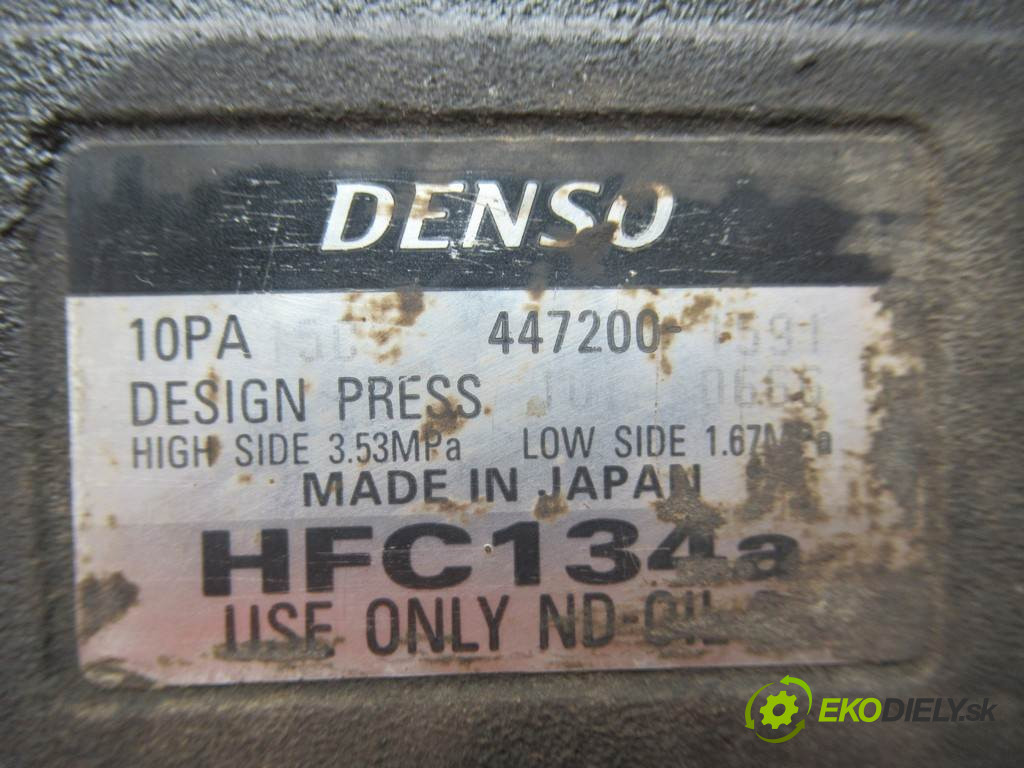 DENSO
10PA 447200-
DESIGN PRESS
HIGH SIDE 3.53MPa LOW SIDE 1.67MPa
MADE IN JAPAN
HFC134a
USE ONLY ND-OIL
EKODIELY.sk